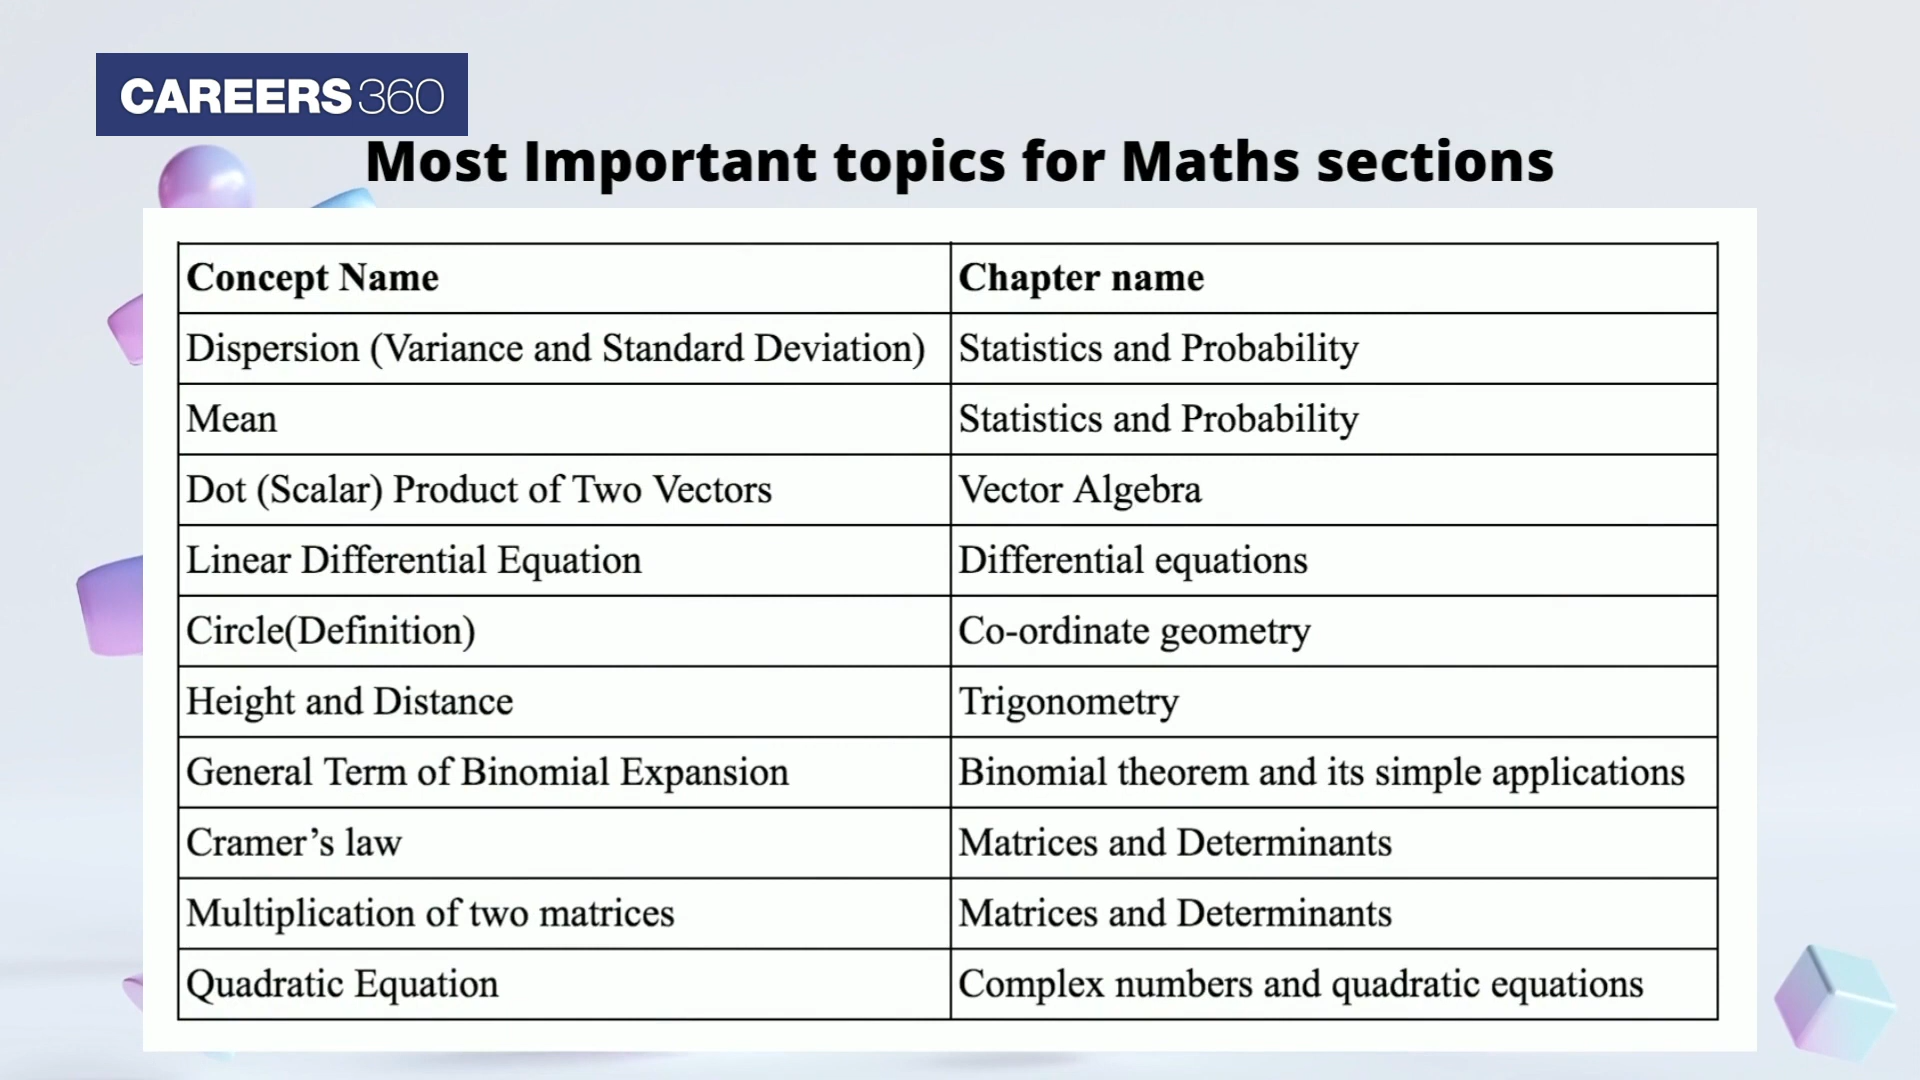 CAREERS360
Most Important topics for Maths sections
Concept Name Chapter name
Dispersion (Variance and Standard Deviation) Statistics and Probability
Mean Statistics and Probability
Dot (Scalar) Product of Two Vectors Vector Algebra
Linear Differential Equation Differential equations
Circle(Definition) Co-ordinate geometry
Height and Distance Trigonometry
General Term of Binomial Expansion Binomial theorem and its simple applications
Cramer’s law Matrices and Determinants
Multiplication of two matrices Matrices and Determinants
Quadratic Equation Complex numbers and quadratic equations